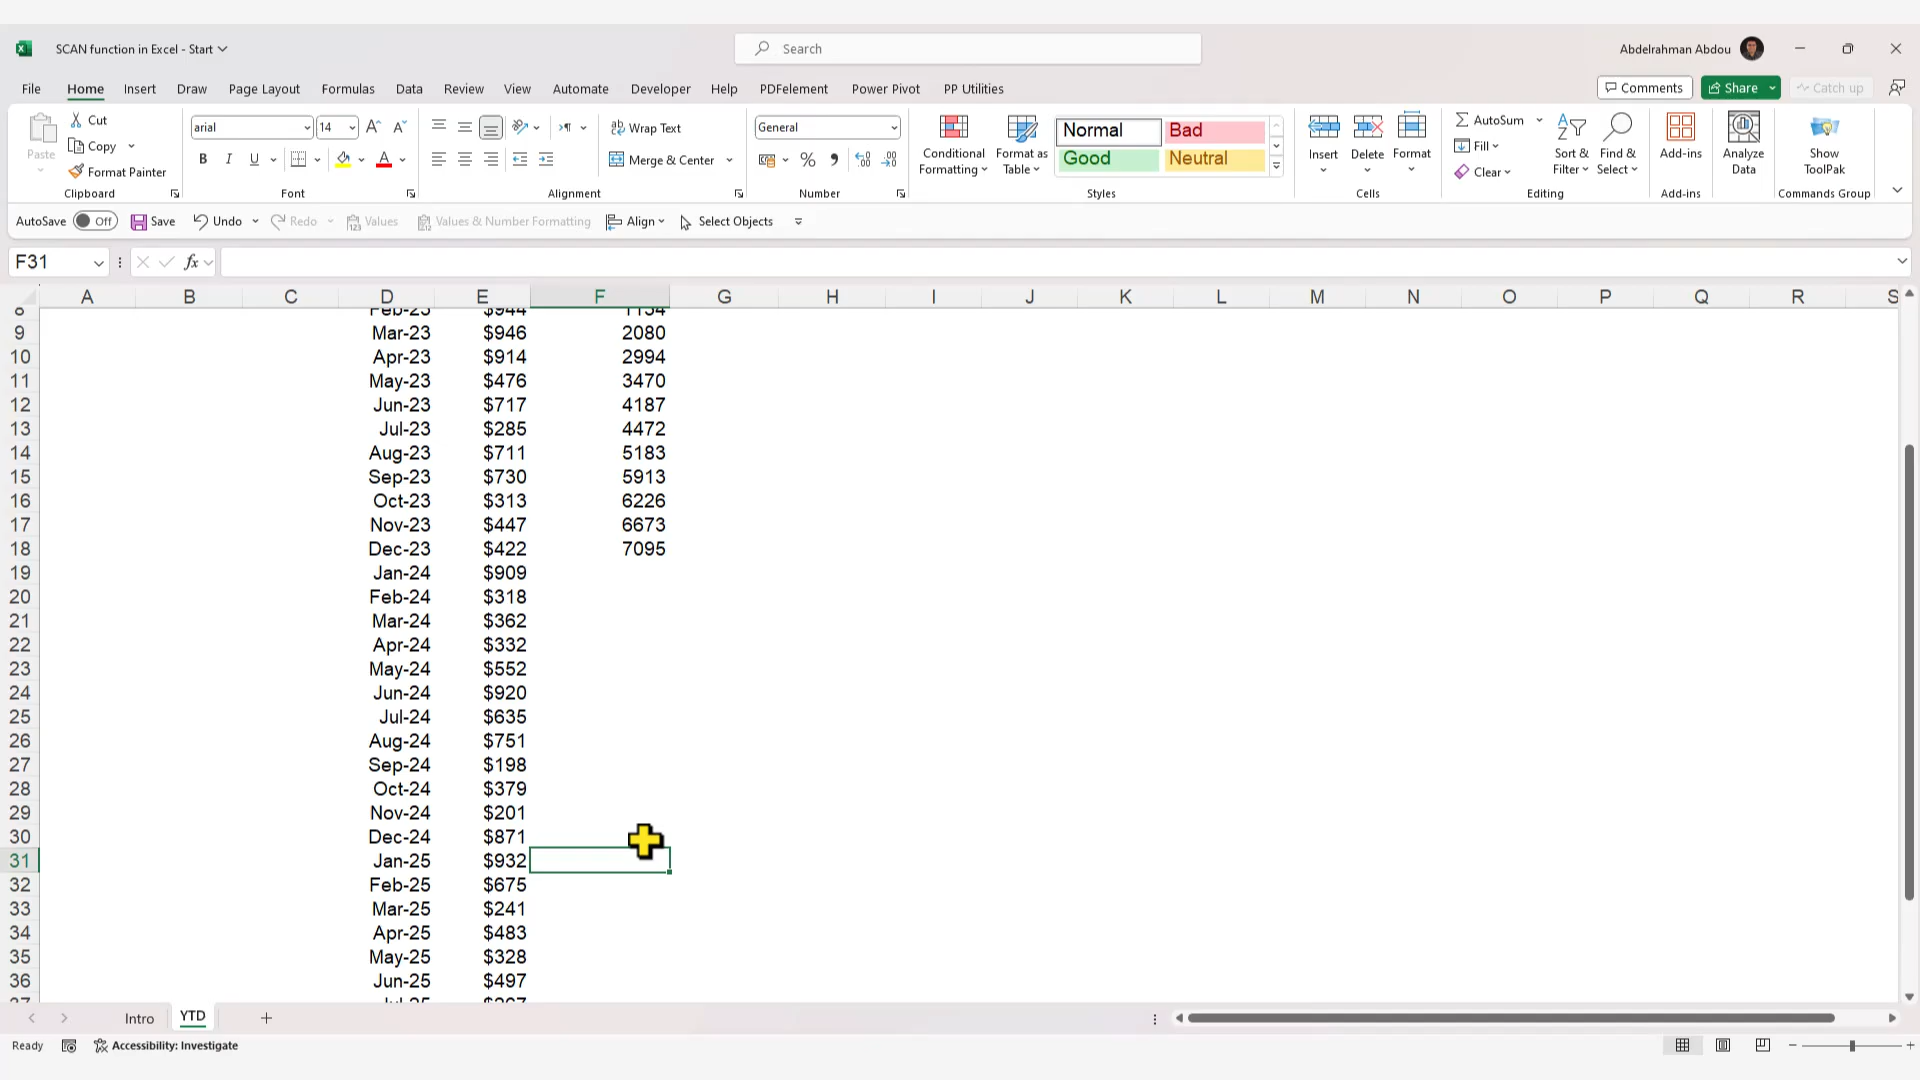 SCAN function in Excel - Start
Search
Abdelrahman Abdou
File Home Insert Draw Page Layout Formulas Data Review View Automate Developer Help PDFelement Power Pivot PP Utilities
Comments Share Catch up
Paste
Cut
Copy
Format Painter
Clipboard
arial 14
B I U
Font
Wrap Text
Merge & Center
Alignment
General
Number
Conditional Formatting
Format as Table
Normal Bad
Good Neutral
Styles
Insert Delete Format
Cells
AutoSum
Fill
Clear
Sort & Filter
Find & Select
Editing
Add-ins
Add-ins
Analyze Data
Show ToolPak
Commands Group
AutoSave Off Save Undo Redo Values Values & Number Formatting Align Select Objects
F31 fx
A B C D E F G H I J K L M N O P Q R S
8 Feb-23 $944 1134
9 Mar-23 $946 2080
10 Apr-23 $914 2994
11 May-23 $476 3470
12 Jun-23 $717 4187
13 Jul-23 $285 4472
14 Aug-23 $711 5183
15 Sep-23 $730 5913
16 Oct-23 $313 6226
17 Nov-23 $447 6673
18 Dec-23 $422 7095
19 Jan-24 $909
20 Feb-24 $318
21 Mar-24 $362
22 Apr-24 $332
23 May-24 $552
24 Jun-24 $920
25 Jul-24 $635
26 Aug-24 $751
27 Sep-24 $198
28 Oct-24 $379
29 Nov-24 $201
30 Dec-24 $871
31 Jan-25 $932
32 Feb-25 $675
33 Mar-25 $241
34 Apr-25 $483
35 May-25 $328
36 Jun-25 $497
37 Jul-25
Intro YTD
Ready Accessibility: Investigate